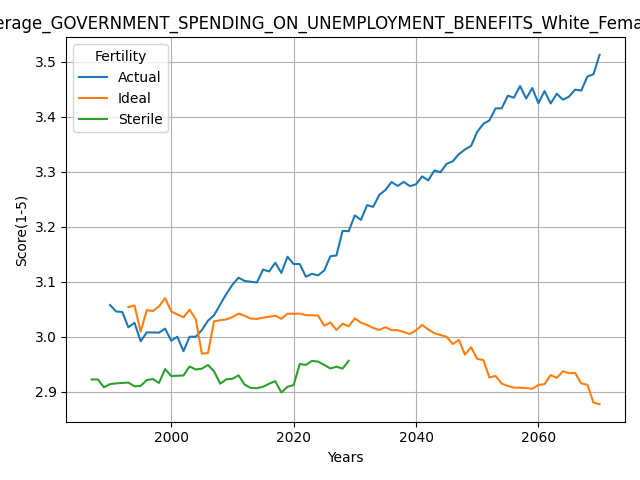 erage_GOVERNMENT_SPENDING_ON_UNEMPLOYMENT_BENEFITS_White_Fema
Fertility
Actual
Ideal
Sterile
Score(1-5)
3.5
3.4
3.3
3.2
3.1
3.0
2.9
2000
2020
2040
2060
Years